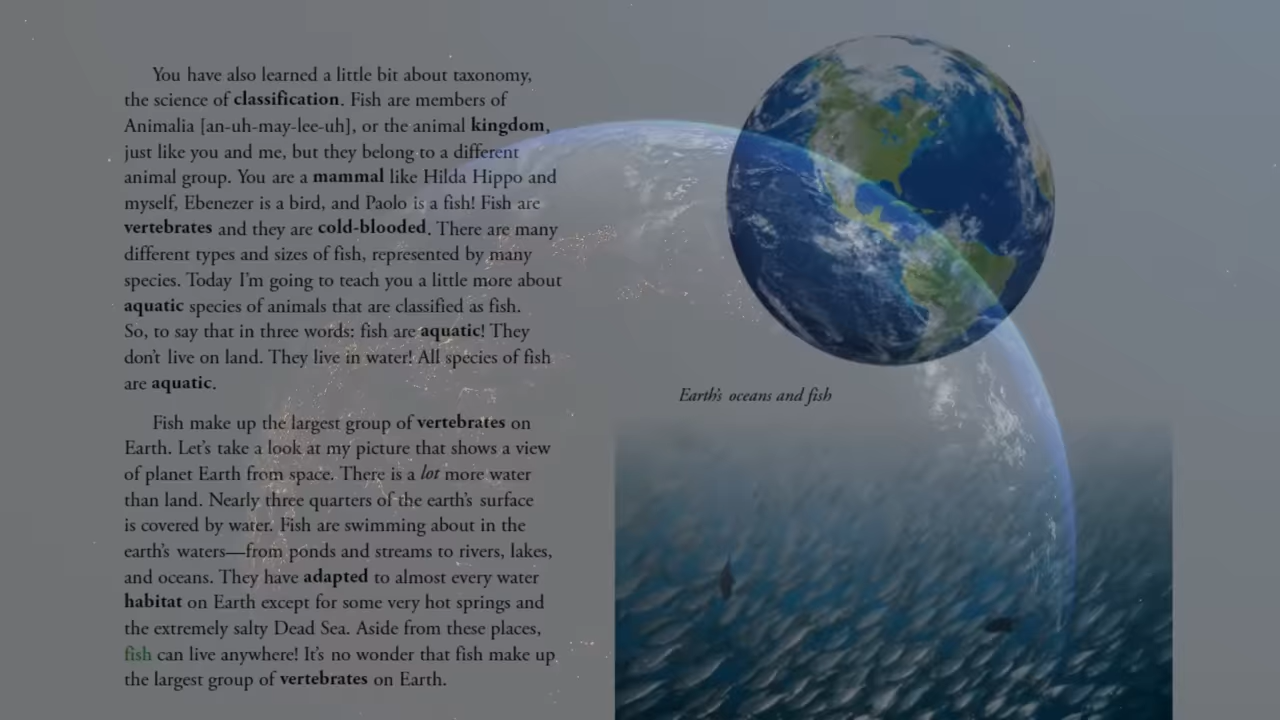 You have also learned a little bit about taxonomy,
the science of classification. Fish are members of
Animalia [an-uh-may-lee-uh], or the animal kingdom,
just like you and me, but they belong to a different
animal group. You are a mammal like Hilda Hippo and
myself, Ebenezer is a bird, and Paolo is a fish! Fish are
vertebrates and they are cold-blooded. There are many
different types and sizes of fish, represented by many
species. Today I'm going to teach you a little more about
aquatic species of animals that are classified as fish.
So, to say that in three words: fish are aquatic! They
don't live on land. They live in water! All species of fish
are aquatic.
Fish make up the largest group of vertebrates on
Earth. Let's take a look at my picture that shows a view
of planet Earth from space. There is a lot more water
than land. Nearly three quarters of the earth's surface
is covered by water. Fish are swimming about in the
earth's waters—from ponds and streams to rivers, lakes,
and oceans. They have adapted to almost every water
habitat on Earth except for some very hot springs and
the extremely salty Dead Sea. Aside from these places,
fish can live anywhere! It's no wonder that fish make up
the largest group of vertebrates on Earth.
Earth's oceans and fish